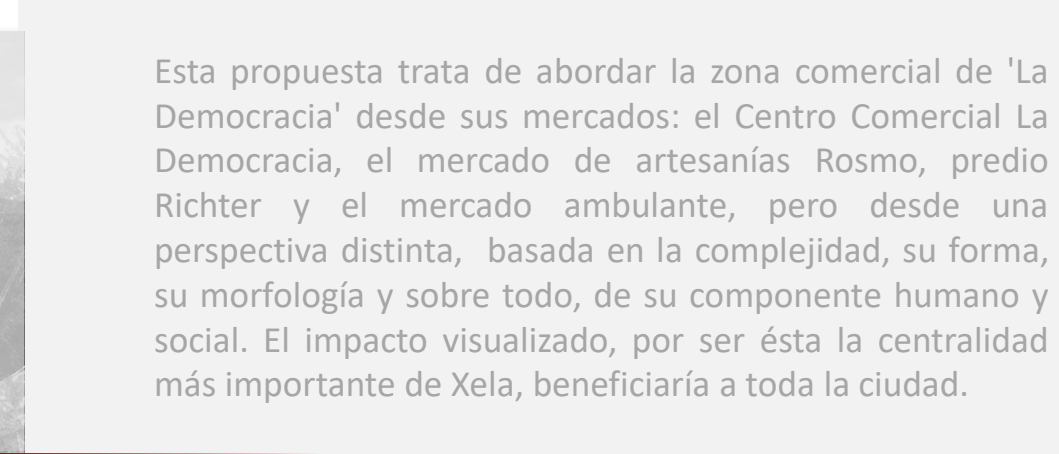 Esta propuesta trata de abordar la zona comercial de 'La
Democracia' desde sus mercados: el Centro Comercial La
Democracia, el mercado de artesanías Rosmo, predio
Richter y el mercado ambulante, pero desde una
perspectiva distinta,  basada en la complejidad, su forma,
su morfología y sobre todo, de su componente humano y
social. El impacto visualizado, por ser ésta la centralidad
más importante de Xela, beneficiaría a toda la ciudad.